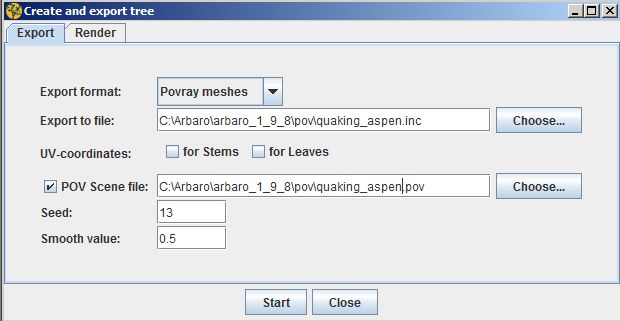 Create and export tree
Export Render
Export format: Povray meshes
Export to file: C:\Arbaro\arbaro_1_9_8\pov\quaking_aspen.inc Choose...
UV-coordinates: for Stems for Leaves
POV Scene file: C:\Arbaro\arbaro_1_9_8\pov\quaking_aspen.pov Choose...
Seed: 13
Smooth value: 0.5
Start Close